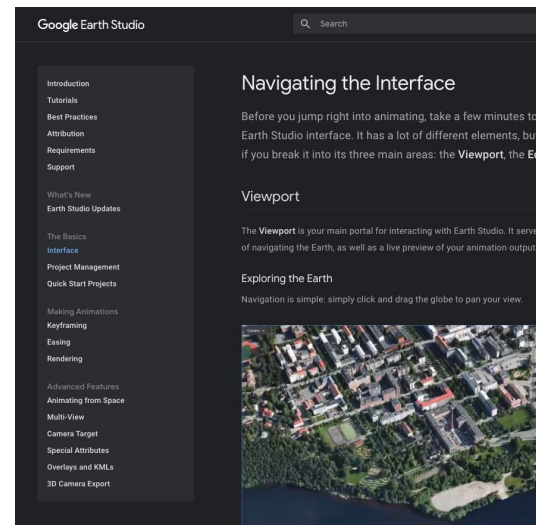 Google Earth Studio
Search
Introduction
Tutorials
Best Practices
Attribution
Requirements
Support
What's New
Earth Studio Updates
The Basics
Interface
Project Management
Quick Start Projects
Making Animations
Keyframing
Easing
Rendering
Advanced Features
Animating from Space
Multi-View
Camera Target
Special Attributes
Overlays and KMLs
3D Camera Export
Navigating the Interface
Before you jump right into animating, take a few minutes to
Earth Studio interface. It has a lot of different elements, bu
if you break it into its three main areas: the Viewport, the E
Viewport
The Viewport is your main portal for interacting with Earth Studio. It serve
of navigating the Earth, as well as a live preview of your animation output
Exploring the Earth
Navigation is simple: simply click and drag the globe to pan your view.
Camera